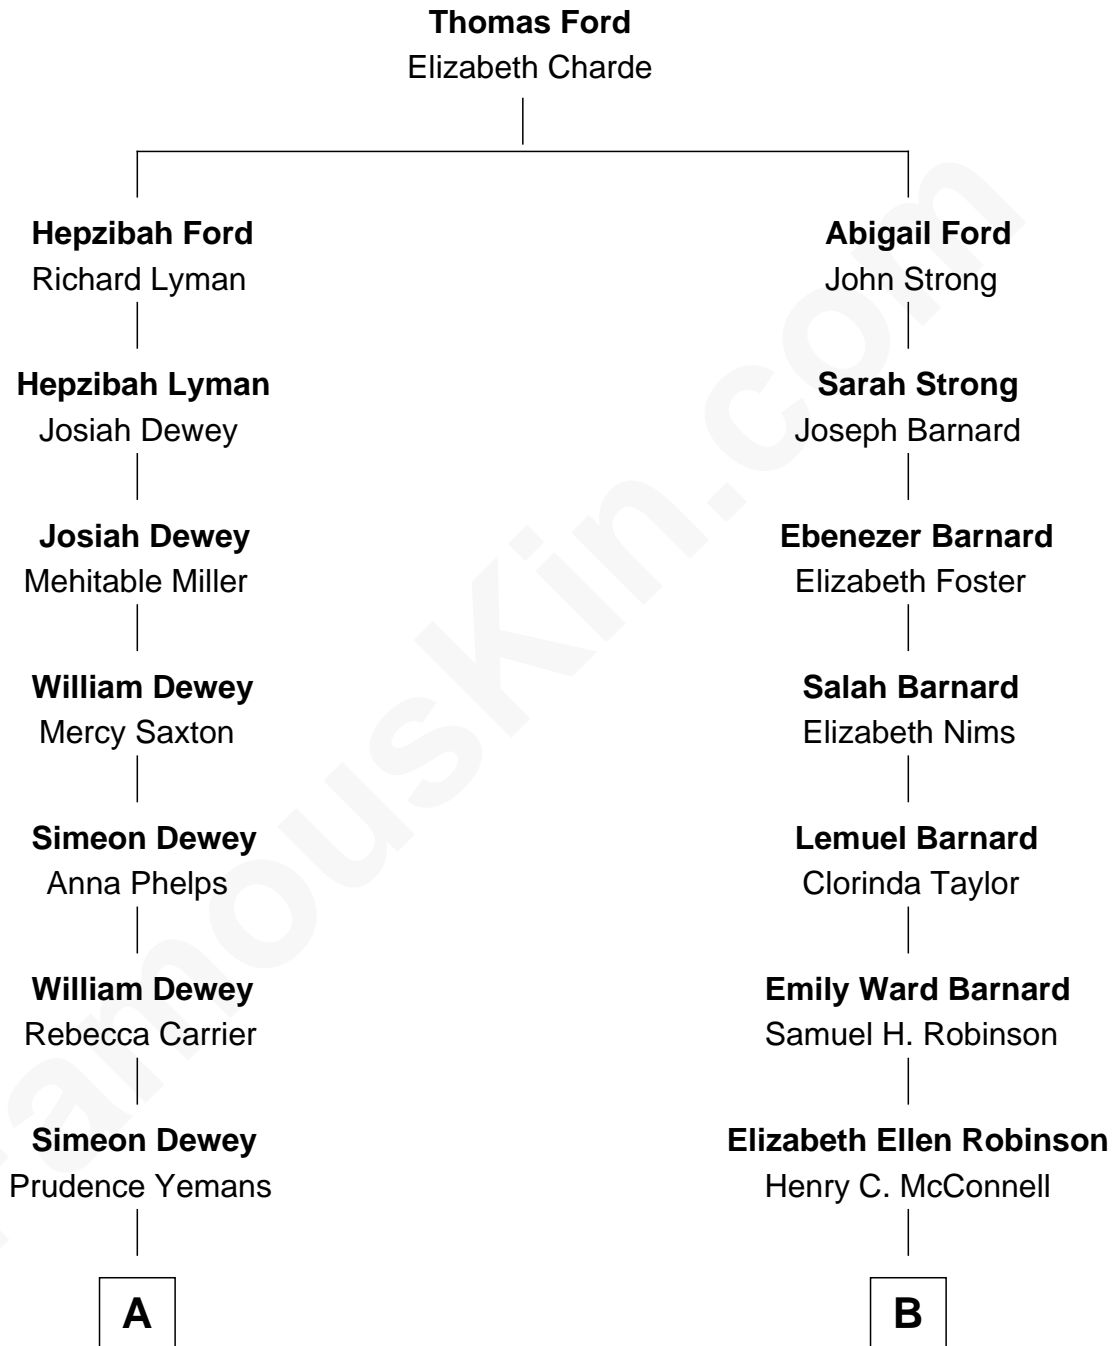 Thomas Ford
Elizabeth Charde
Hepzibah Ford
Richard Lyman
Abigail Ford
John Strong
Hepzibah Lyman
Josiah Dewey
Sarah Strong
Joseph Barnard
Josiah Dewey
Mehitable Miller
Ebenezer Barnard
Elizabeth Foster
William Dewey
Mercy Saxton
Salah Barnard
Elizabeth Nims
Simeon Dewey
Anna Phelps
Lemuel Barnard
Clorinda Taylor
William Dewey
Rebecca Carrier
Emily Ward Barnard
Samuel H. Robinson
Simeon Dewey
Prudence Yemans
Elizabeth Ellen Robinson
Henry C. McConnell
A
B
FamousKin.com